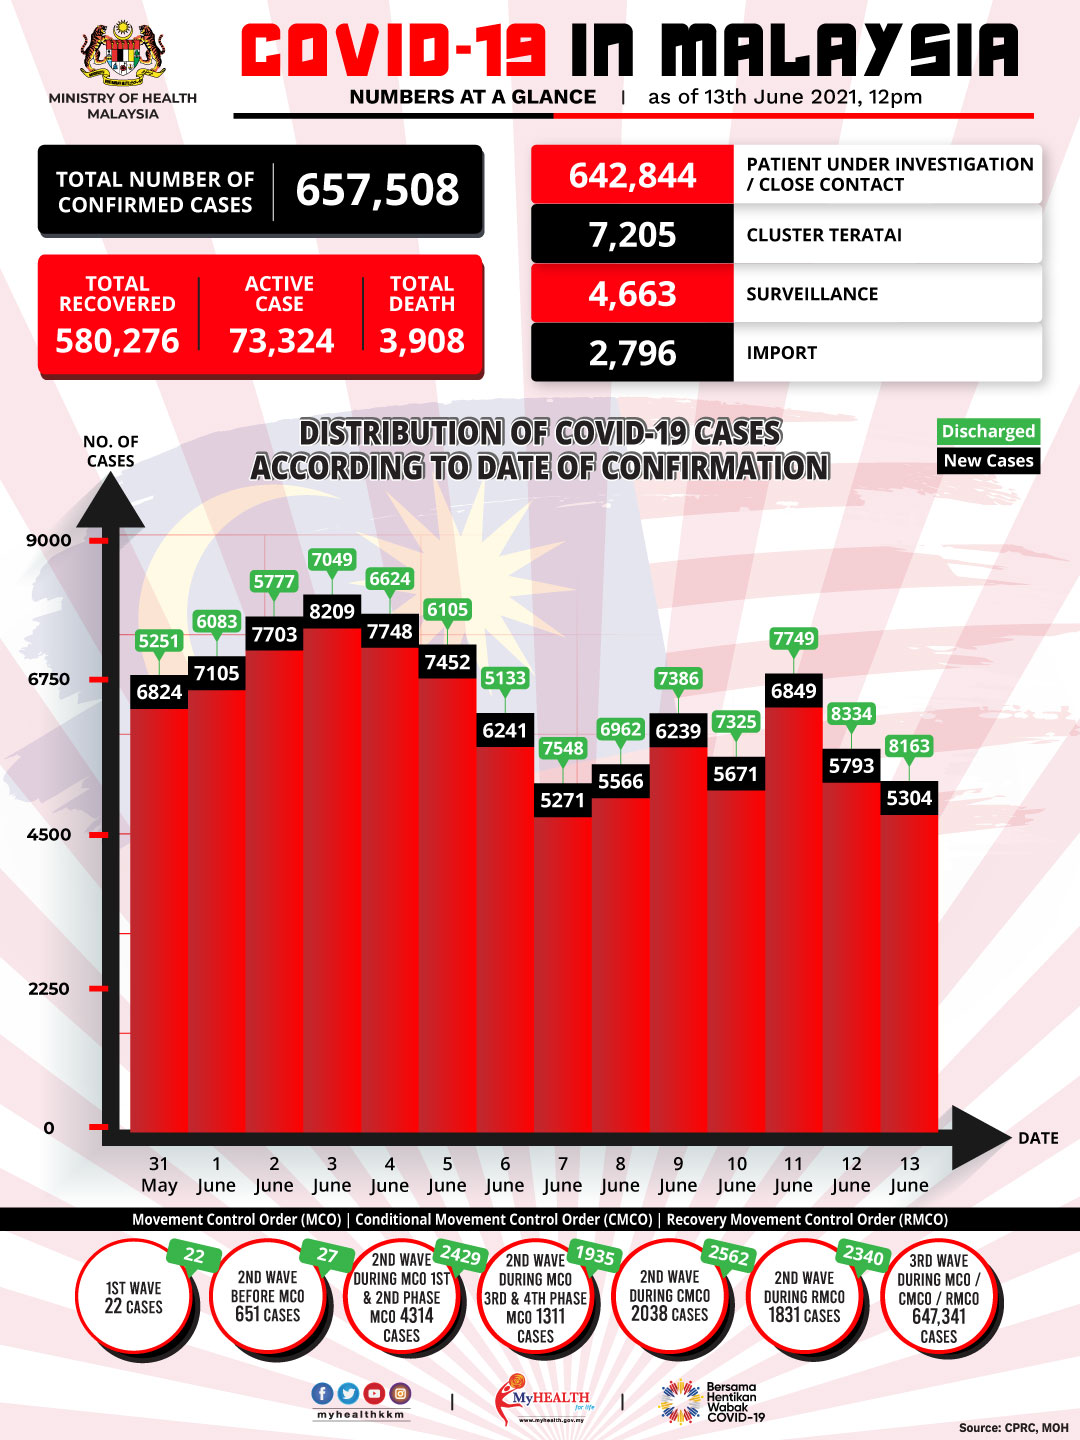 MINISTRY OF HEALTH
MALAYSIA
COVID-19 IN MALAYSIA
NUMBERS AT A GLANCE | as of 13th June 2021, 12pm
TOTAL NUMBER OF
CONFIRMED CASES
657,508
TOTAL
RECOVERED
580,276
ACTIVE
CASE
73,324
TOTAL
DEATH
3,908
642,844
PATIENT UNDER INVESTIGATION
/ CLOSE CONTACT
7,205
CLUSTER TERATAI
4,663
SURVEILLANCE
2,796
IMPORT
DISTRIBUTION OF COVID-19 CASES
ACCORDING TO DATE OF CONFIRMATION
Discharged
New Cases
NO. OF
CASES
9000
6750
4500
2250
0
5251
6824
6083
7105
5777
7703
7049
8209
6624
7748
6105
7452
5133
6241
7548
5271
6962
5566
7386
6239
7325
5671
7749
6849
8334
5793
8163
5304
DATE
31
May
1
June
2
June
3
June
4
June
5
June
6
June
7
June
8
June
9
June
10
June
11
June
12
June
13
June
Movement Control Order (MCO) | Conditional Movement Control Order (CMCO) | Recovery Movement Control Order (RMCO)
22
1ST WAVE
22 CASES
27
2ND WAVE
BEFORE MCO
651 CASES
2429
2ND WAVE
DURING MCO 1ST
& 2ND PHASE
MCO 4314
CASES
1935
2ND WAVE
DURING MCO
3RD & 4TH PHASE
MCO 1311
CASES
2562
2ND WAVE
DURING CMCO
2038 CASES
2340
2ND WAVE
DURING RMCO
1831 CASES
3RD WAVE
DURING MCO /
CMCO / RMCO
647,341
CASES
myhealthkkm
|
MyHEALTH
for life
www.myhealth.gov.my
|
Bersama
Hentikan
Wabak
COVID-19
Source: CPRC, MOH